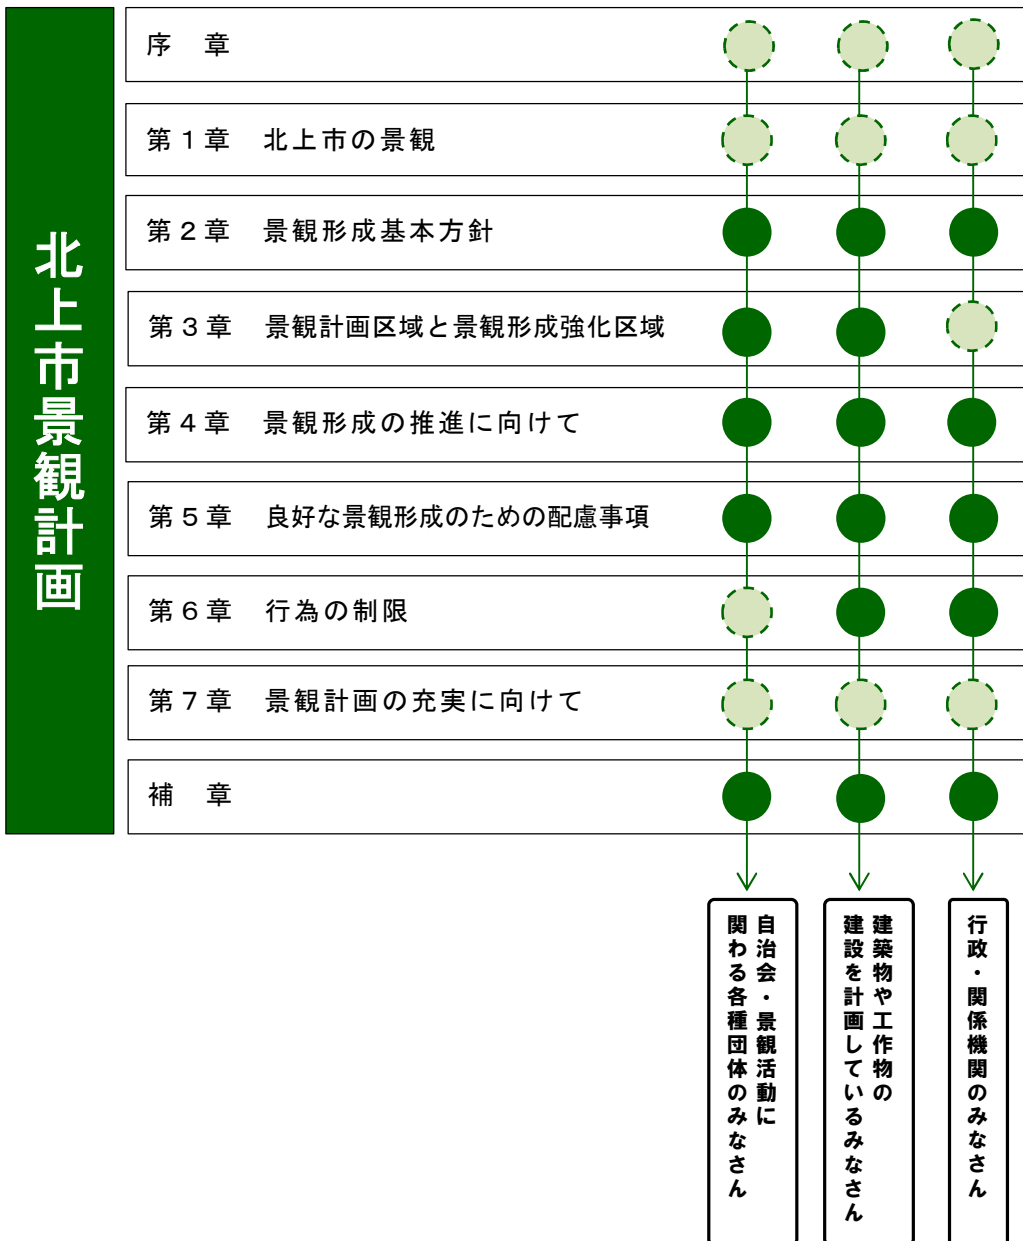 北上市景観計画
序　章
第１章　北上市の景観
第２章　景観形成基本方針
第３章　景観計画区域と景観形成強化区域
第４章　景観形成の推進に向けて
第５章　良好な景観形成のための配慮事項
第６章　行為の制限
第７章　景観計画の充実に向けて
補　章
自治会・景観活動に
関わる各種団体のみなさん
建築物や工作物の
建設を計画しているみなさん
行政・関係機関のみなさん